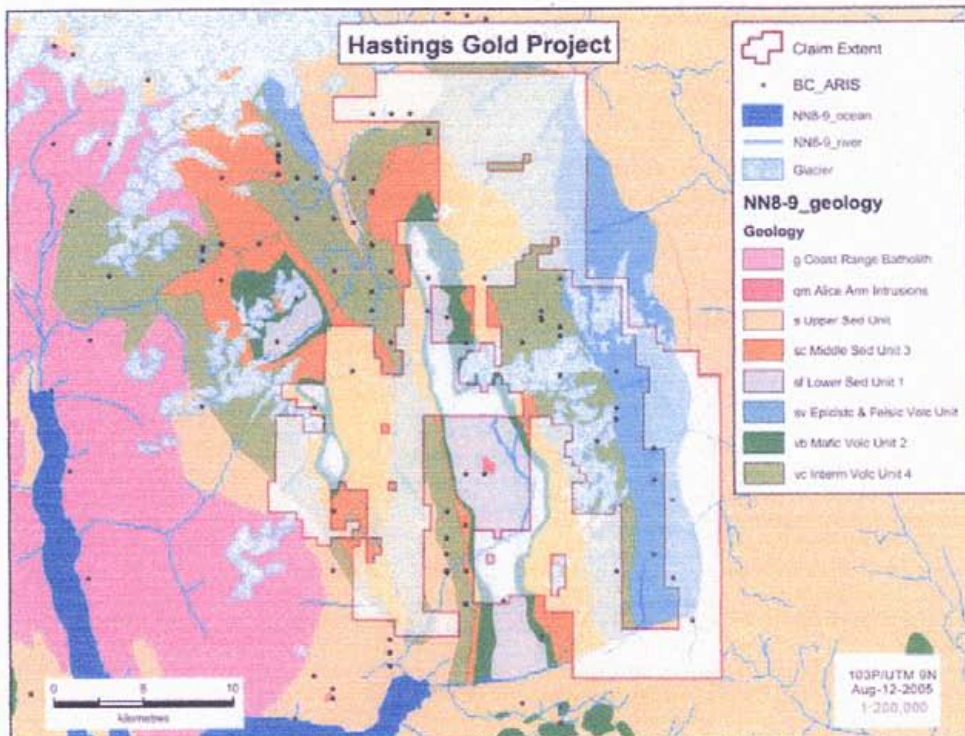 Hastings Gold Project
Claim Extent
BC_ARIS
NN8-9_ocean
NN8-9_river
Glacier
NN8-9_geology
Geology
g Coast Range Batholith
qm Alice Arm Intrusions
s Upper Sed Unit
sc Middle Sed Unit 3
sl Lower Sed Unit 1
sv Epiclstc & Felsic Volc Unit
vb Mafic Volc Unit 2
vc Interm Volc Unit 4
0 5 10
kilometres
103P/UTM 9N
Aug-12-2005
1:200,000